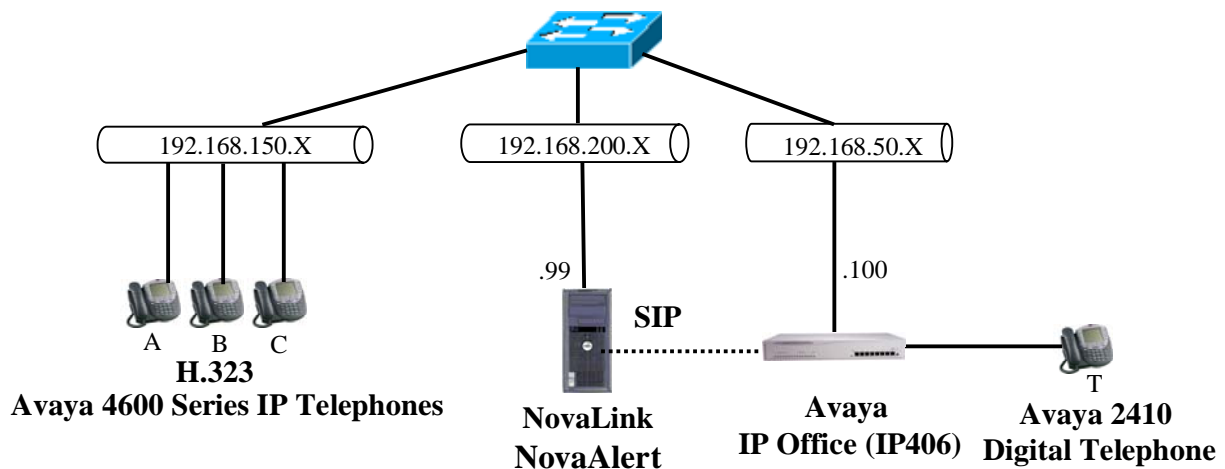 192.168.150.X
192.168.200.X
192.168.50.X
.99
.100
SIP
A
B
C
H.323
Avaya 4600 Series IP Telephones
NovaLink
NovaAlert
Avaya
IP Office (IP406)
T
Avaya 2410
Digital Telephone